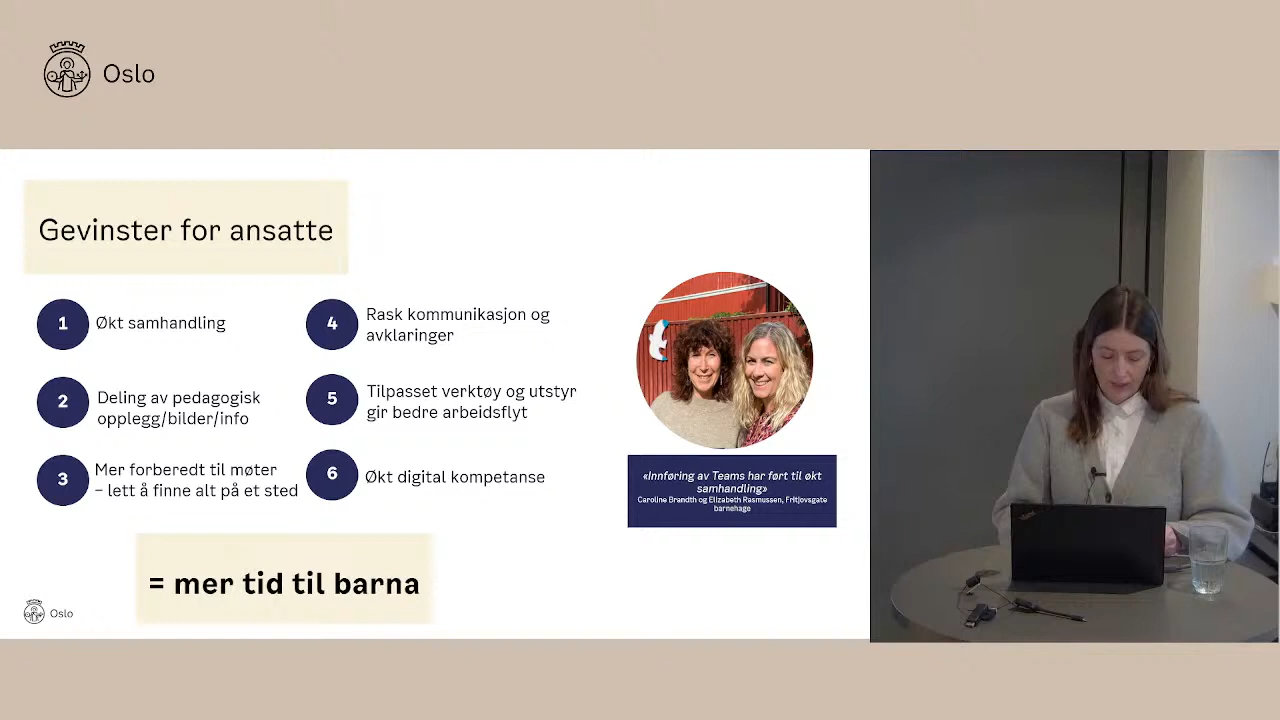 Oslo
Gevinster for ansatte
1
Økt samhandling
2
Deling av pedagogisk
opplegg/bilder/info
3
Mer forberedt til møter
– lett å finne alt på et sted
4
Rask kommunikasjon og
avklaringer
5
Tilpasset verktøy og utstyr
gir bedre arbeidsflyt
6
Økt digital kompetanse
= mer tid til barna
«Innføring av Teams har ført til økt
samhandling»
Caroline Brandth og Elizabeth Rasmussen, Fritjovsgate
barnehage
Oslo